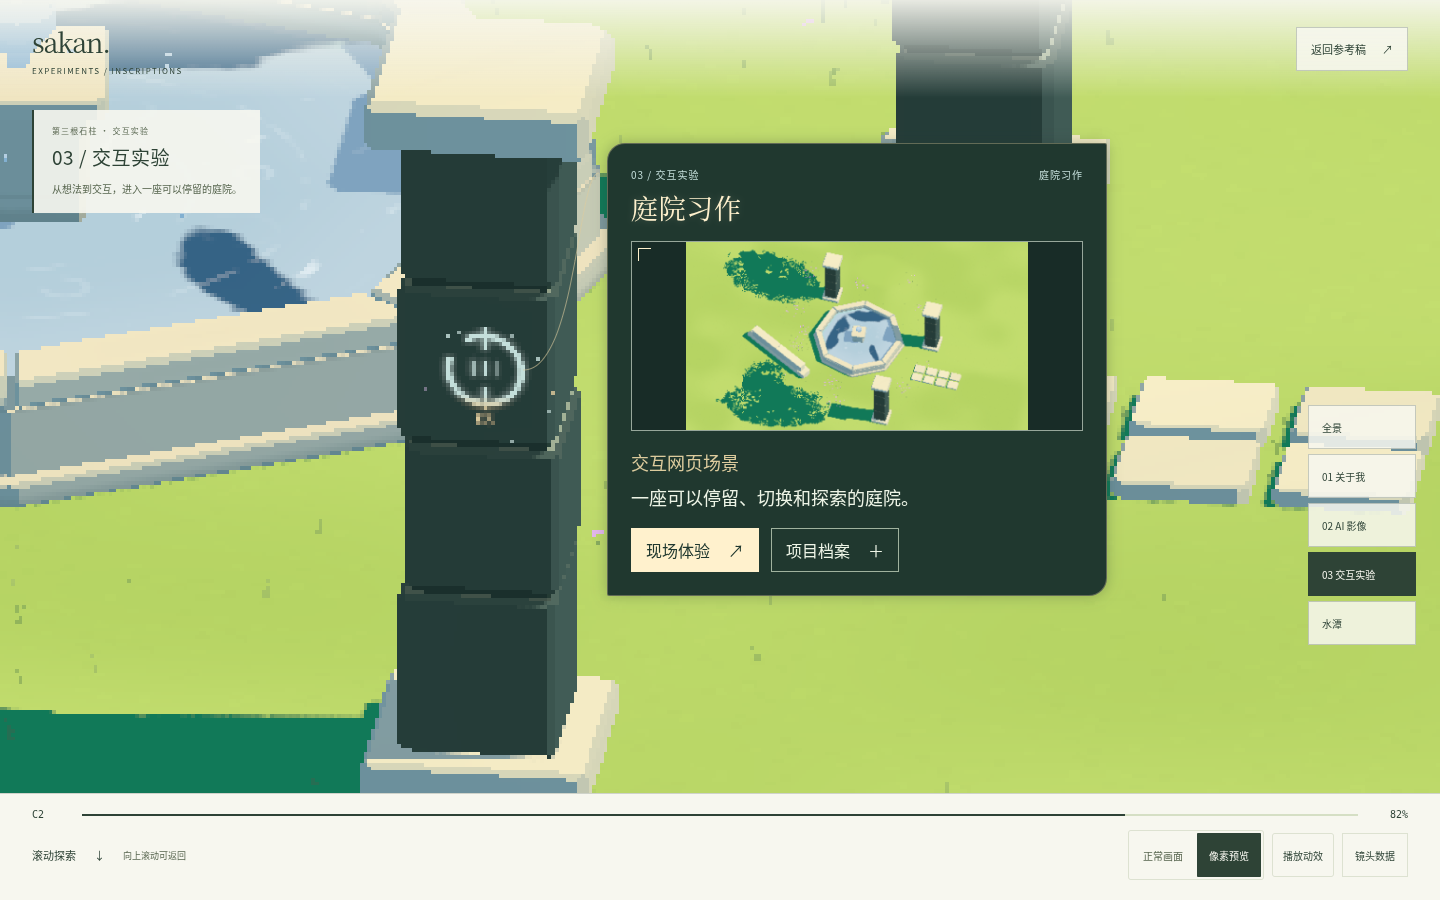 sakan.
EXPERIMENTS / INSCRIPTIONS
返回参考稿 ↗
第三根石柱 · 交互实验
03 / 交互实验
从想法到交互，进入一座可以停留的庭院。
03 / 交互实验
庭院习作
庭院习作
交互网页场景
一座可以停留、切换和探索的庭院。
现场体验 ↗
项目档案 +
全景
01 关于我
02 AI 影像
03 交互实验
水潭
C2
82%
滚动探索 ↓ 向上滚动可返回
正常画面
像素预览
播放动效
镜头数据